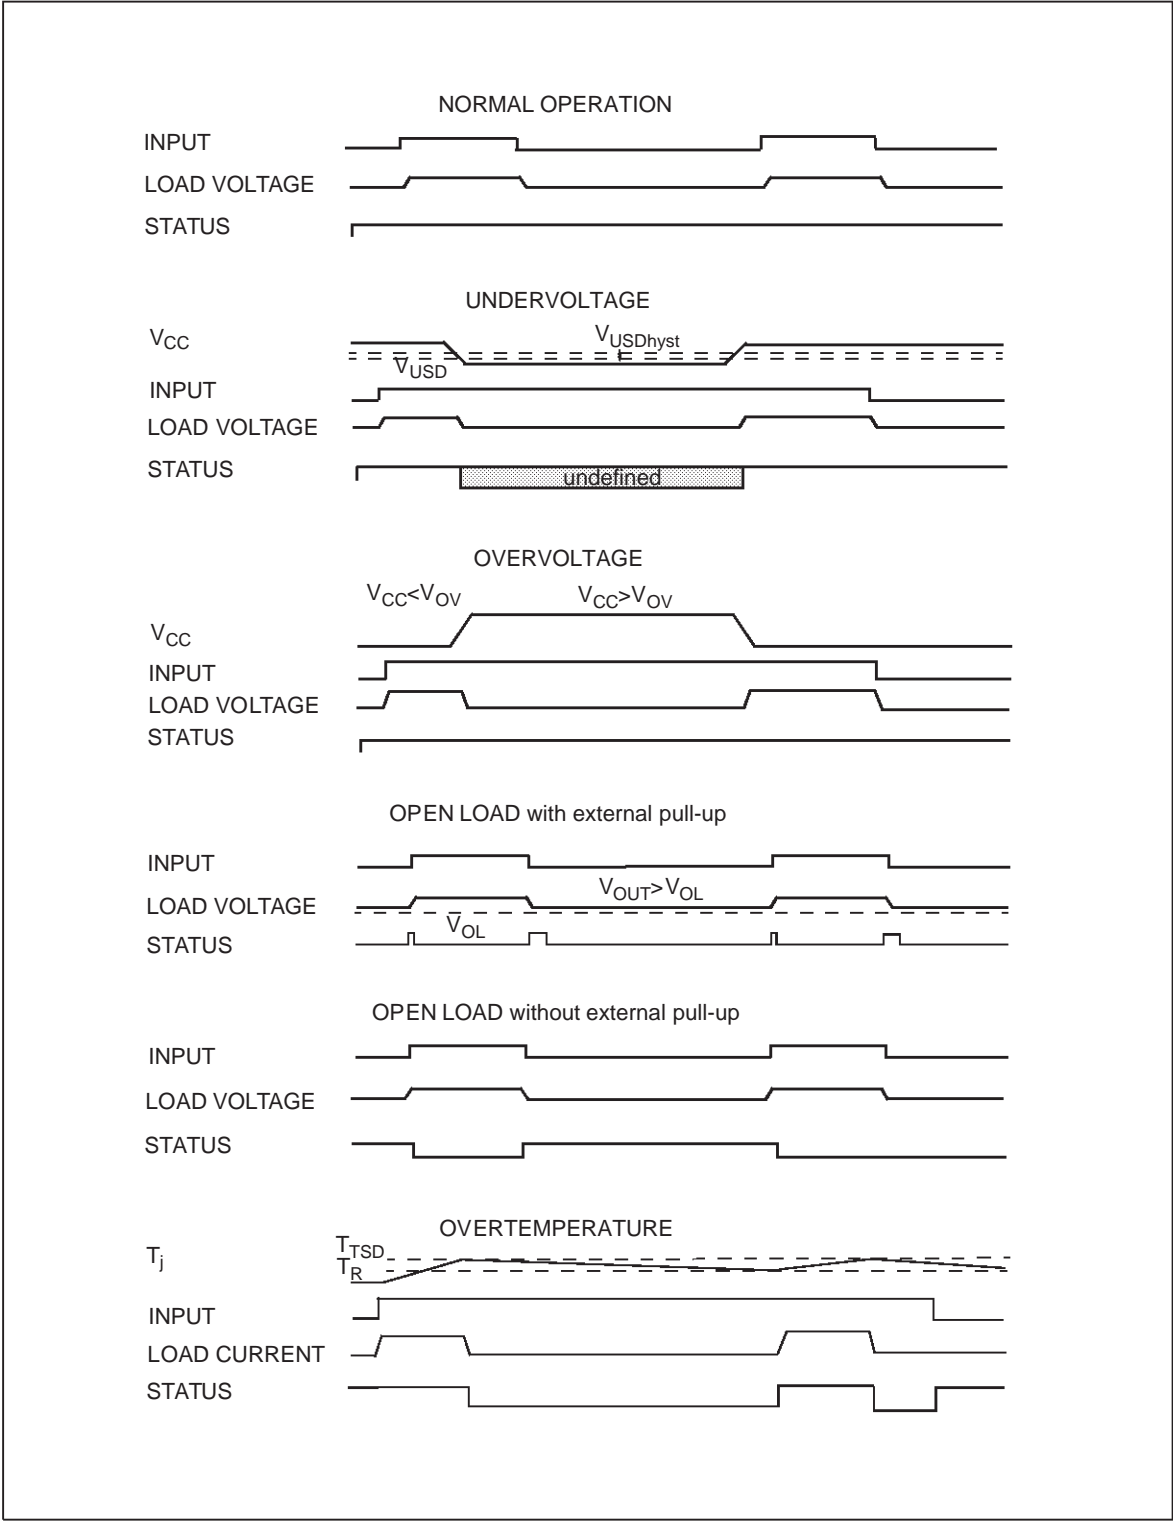 NORMAL OPERATION
INPUT
LOAD VOLTAGE
STATUS
UNDERVOLTAGE
VCC
VUSDhyst
VUSD
INPUT
LOAD VOLTAGE
STATUS
undefined
OVERVOLTAGE
VCC<VOV
VCC>VOV
VCC
INPUT
LOAD VOLTAGE
STATUS
OPEN LOAD with external pull-up
INPUT
VOUT>VOL
LOAD VOLTAGE
VOL
STATUS
OPEN LOAD without external pull-up
INPUT
LOAD VOLTAGE
STATUS
OVERTEMPERATURE
Tj
TTSD
TR
INPUT
LOAD CURRENT
STATUS